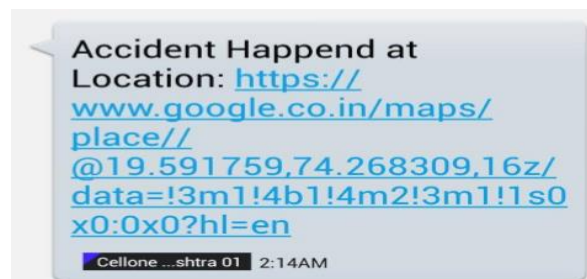 Accident Happend at
Location: https://
www.google.co.in/maps/
place//
@19.591759,74.268309,16z/
data=!3m1!4b1!4m2!3m1!1s0
x0:0x0?hl=en
Cellone ...shtra 01 2:14AM